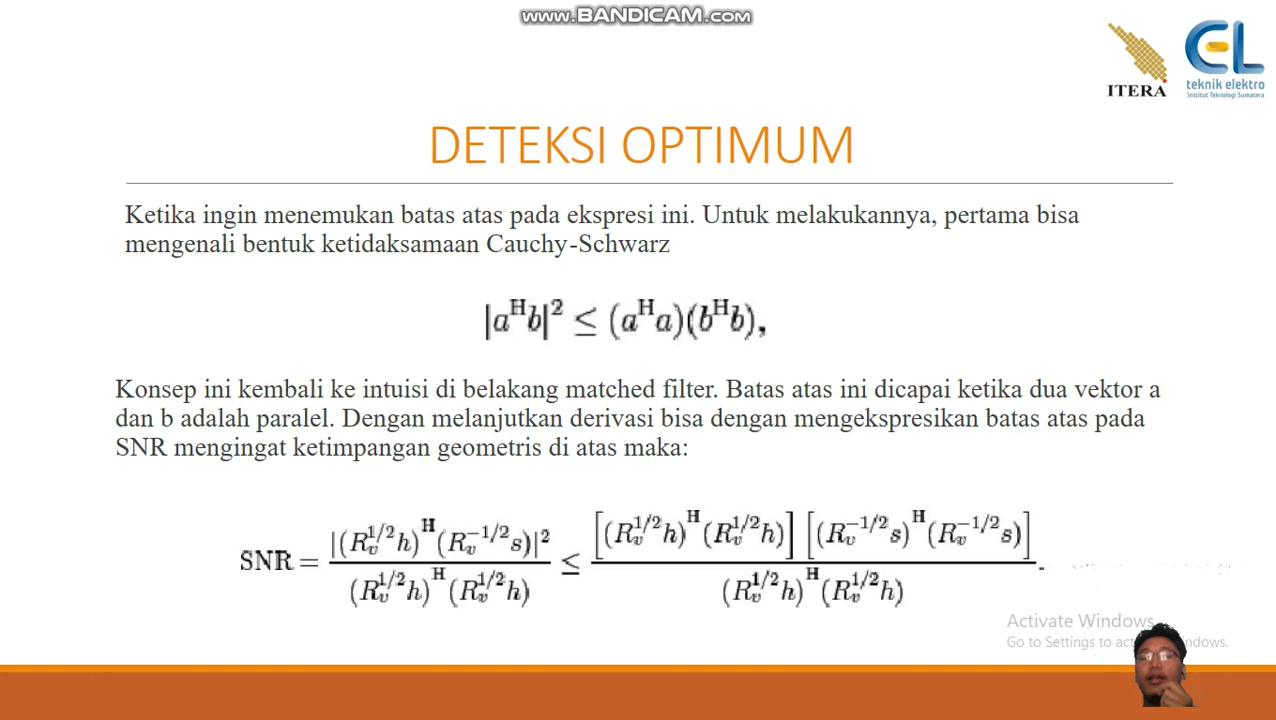 www.BANDICAM.com
ITERA
teknik elektro
Institut Teknologi Sumatera
DETEKSI OPTIMUM
Ketika ingin menemukan batas atas pada ekspresi ini. Untuk melakukannya, pertama bisa
mengenali bentuk ketidaksamaan Cauchy-Schwarz
|a^H b|^2 ≤ (a^H a)(b^H b),
Konsep ini kembali ke intuisi di belakang matched filter. Batas atas ini dicapai ketika dua vektor a
dan b adalah paralel. Dengan melanjutkan derivasi bisa dengan mengekspresikan batas atas pada
SNR mengingat ketimpangan geometris di atas maka:
SNR = |(R_v^{1/2} h)^H (R_v^{-1/2} s)|^2 / (R_v^{1/2} h)^H (R_v^{1/2} h) ≤ [(R_v^{1/2} h)^H (R_v^{1/2} h)] [(R_v^{-1/2} s)^H (R_v^{-1/2} s)] / (R_v^{1/2} h)^H (R_v^{1/2} h).
Activate Windows
Go to Settings to ndows.